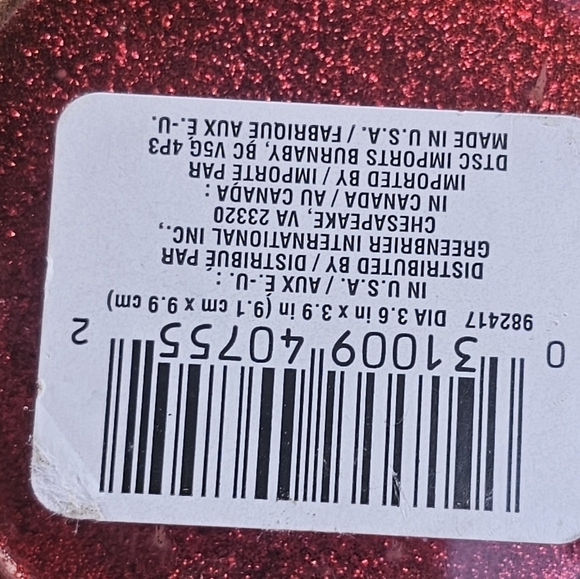 0 31009 40755 2
982417 DIA 3.6 in x 3.9 in (9.1 cm x 9.9 cm)
IN U.S.A. / AUX É.-U. :
DISTRIBUTED BY / DISTRIBUÉ PAR
GREENBRIER INTERNATIONAL INC.,
CHESAPEAKE, VA 23320
IN CANADA / AU CANADA :
IMPORTED BY / IMPORTÉ PAR
DTSC IMPORTS BURNABY, BC V5G 4P3
MADE IN U.S.A. / FABRIQUÉ AUX É.-U.